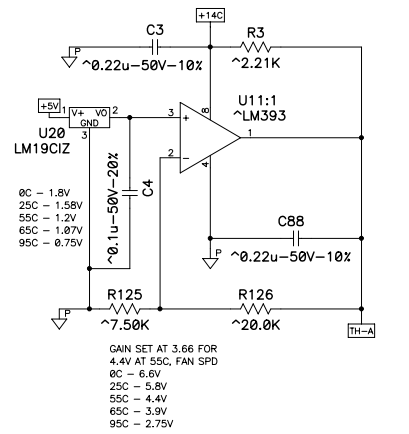 +14C
C3
P
^0.22u-50V-10%
R3
^2.21K
+5V
1
V+
VO
2
GND
3
U20
LM19CIZ
3
+
8
U11:1
^LM393
1
2
-
4
C4
^0.1u-50V-20%
0C - 1.8V
25C - 1.58V
55C - 1.2V
65C - 1.07V
95C - 0.75V
C88
P
^0.22u-50V-10%
P
R125
^7.50K
R126
^20.0K
TH-A
GAIN SET AT 3.66 FOR
4.4V AT 55C, FAN SPD
0C - 6.6V
25C - 5.8V
55C - 4.4V
65C - 3.9V
95C - 2.75V